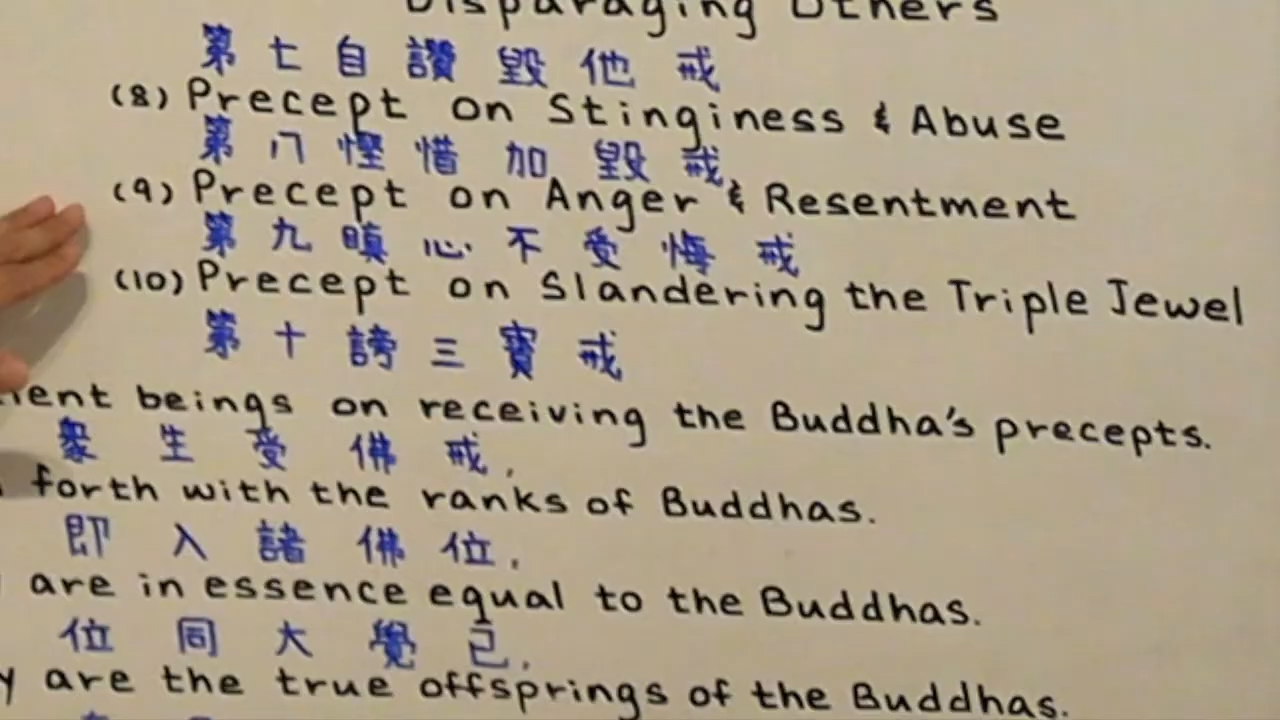 Disparaging Others
第七自讚毀他戒
(8) Precept on Stinginess & Abuse
第八慳惜加毀戒
(9) Precept on Anger & Resentment
第九瞋心不受悔戒
(10) Precept on Slandering the Triple Jewel
第十謗三寶戒
beings on receiving the Buddha's precepts.
眾生受佛戒,
forth with the ranks of Buddhas.
即入諸佛位,
are in essence equal to the Buddhas.
位同大覺已,
are the true offsprings of the Buddhas.